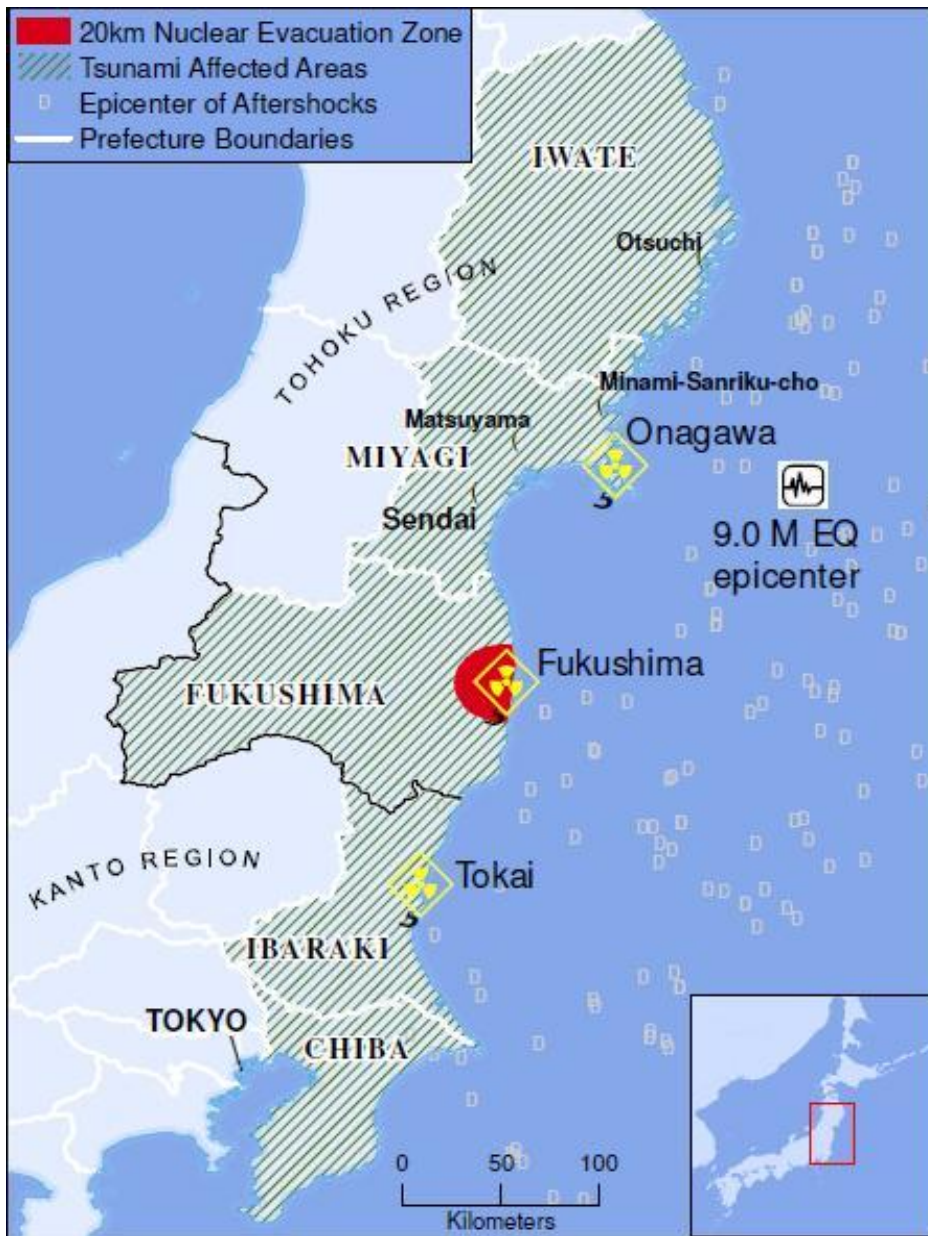 20km Nuclear Evacuation Zone
Tsunami Affected Areas
D Epicenter of Aftershocks
Prefecture Boundaries
IWATE
Otsuchi
TOHOKU REGION
Minami-Sanriku-cho
Matsuyama
Onagawa
MIYAGI
Sendai
9.0 M EQ
epicenter
Fukushima
FUKUSHIMA
KANTO REGION
Tokai
IBARAKI
TOKYO
CHIBA
0 50 100
Kilometers